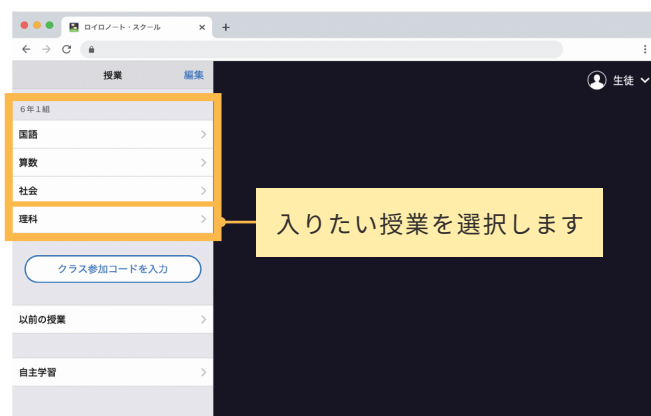 ロイロノート・スクール
授業 編集
生徒
6年1組
国語
算数
社会
理科
入りたい授業を選択します
クラス参加コードを入力
以前の授業
自主学習